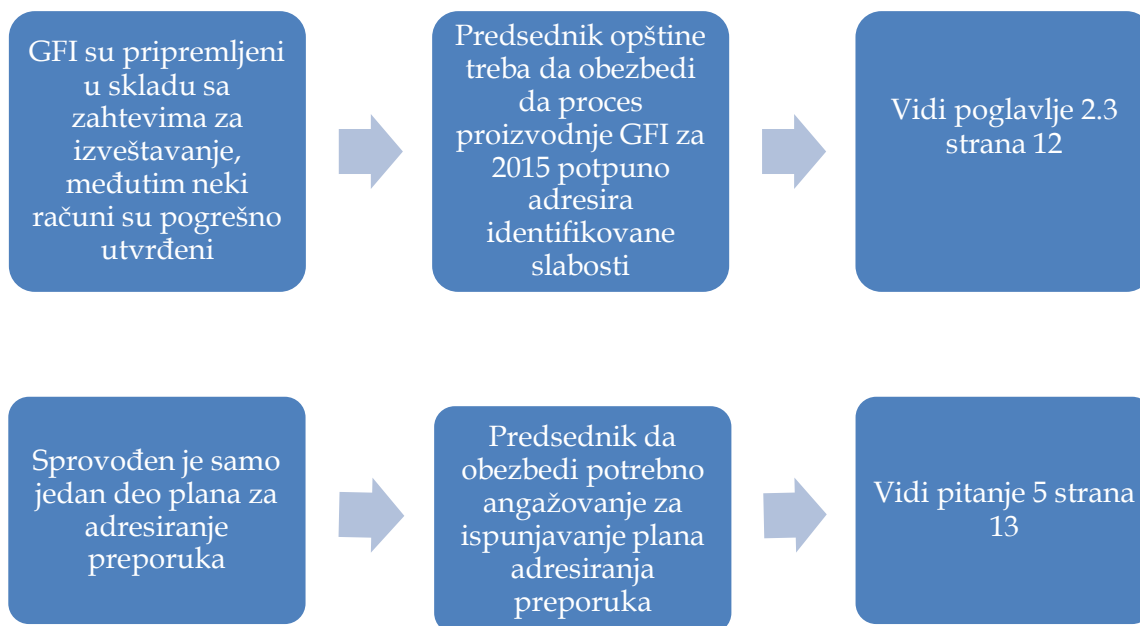 GFI su pripremljeni
u skladu sa
zahtevima za
izveštavanje,
međutim neki
računi su pogrešno
utvrđeni
Predsednik opštine
treba da obezbedi
da proces
proizvodnje GFI za
2015 potpuno
adresira
identifikovane
slabosti
Vidi poglavlje 2.3
strana 12
Sprovođen je samo
jedan deo plana za
adresiranje
preporuka
Predsednik da
obezbedi potrebno
angažovanje za
ispunjavanje plana
adresiranja
preporuka
Vidi pitanje 5 strana
13